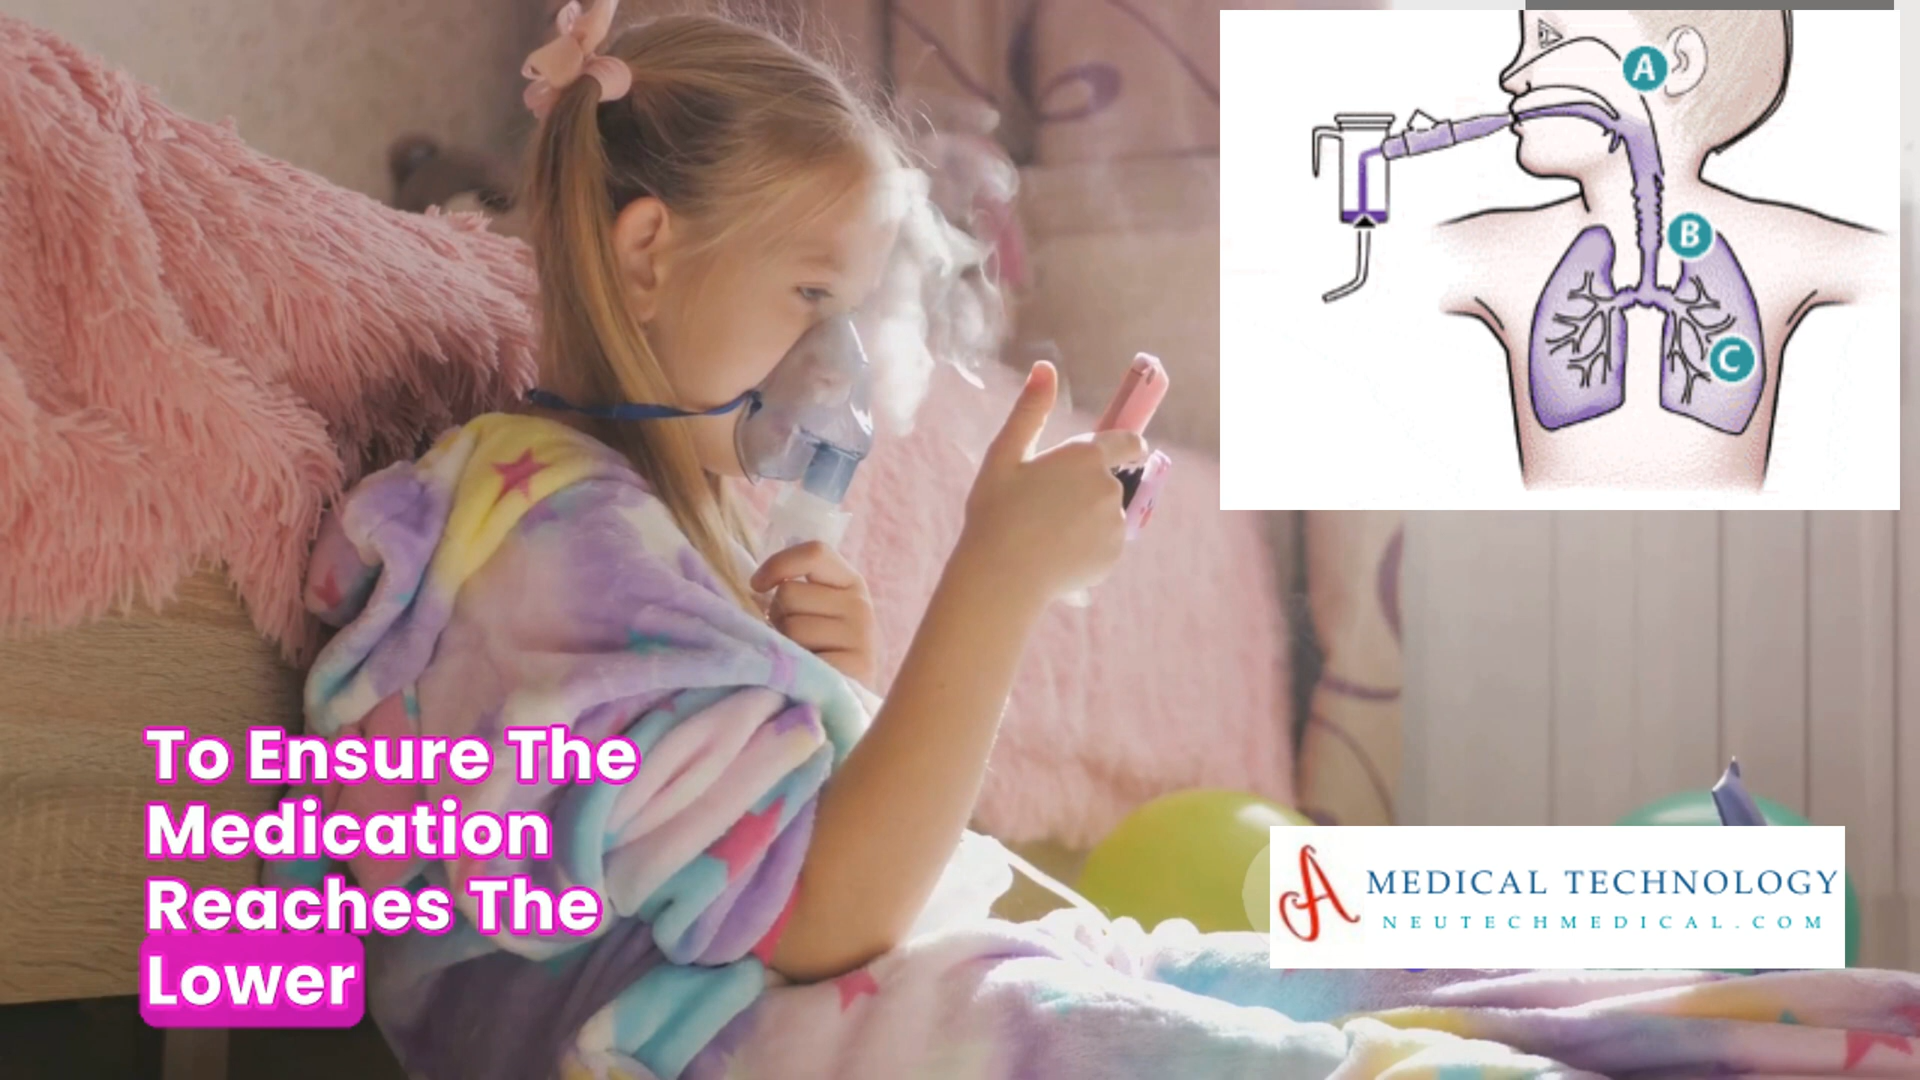 A
B
C
To Ensure The
Medication
Reaches The
Lower
A MEDICAL TECHNOLOGY
NEUTECHMEDICAL.COM